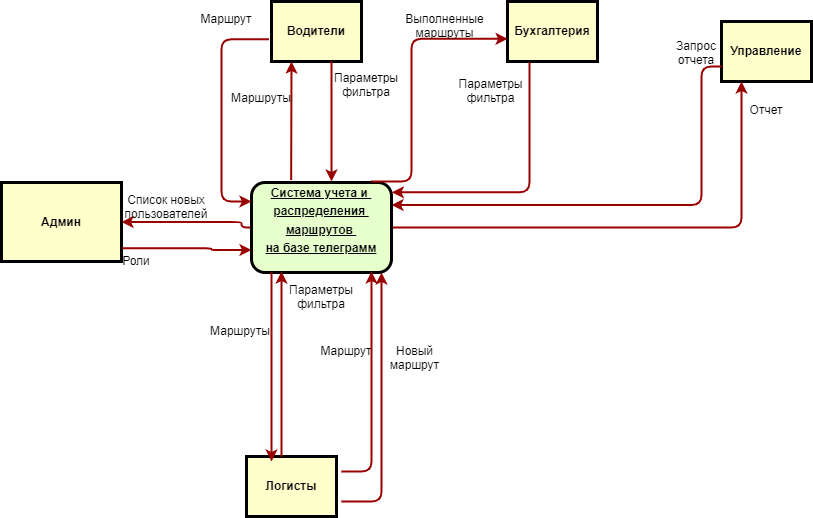 Маршрут
Водители
Выполненные
маршруты
Бухгалтерия
Запрос
отчета
Управление
Маршруты
Параметры
фильтра
Параметры
фильтра
Отчет
Админ
Список новых
пользователей
Роли
Система учета и
распределения
маршрутов
на базе телеграмм
Параметры
фильтра
Маршруты
Маршрут
Новый
маршрут
Логисты